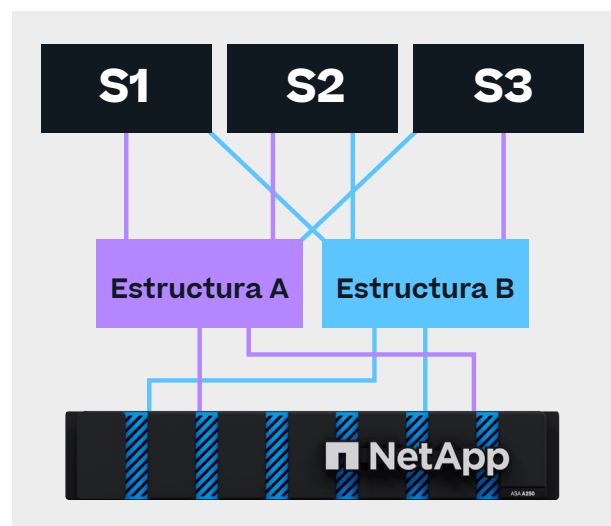 S1
S2
S3
Estructura A
Estructura B
NetApp
ASA A250